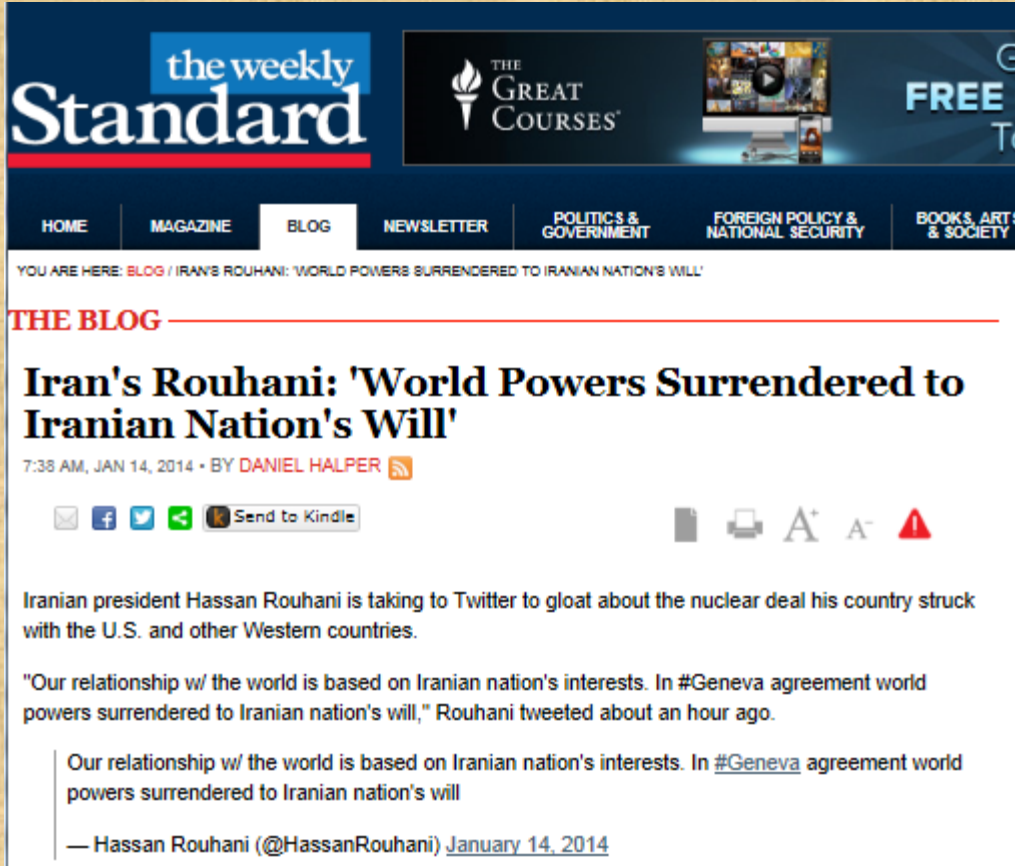 the weekly
Standard
THE
GREAT
COURSES
FREE
HOME
MAGAZINE
BLOG
NEWSLETTER
POLITICS &
GOVERNMENT
FOREIGN POLICY &
NATIONAL SECURITY
BOOKS, ARTS
& SOCIETY
YOU ARE HERE: BLOG / IRAN'S ROUHANI: 'WORLD POWERS SURRENDERED TO IRANIAN NATION'S WILL'
THE BLOG
Iran's Rouhani: 'World Powers Surrendered to
Iranian Nation's Will'
7:38 AM, JAN 14, 2014 • BY DANIEL HALPER
Send to Kindle
A+ A-
Iranian president Hassan Rouhani is taking to Twitter to gloat about the nuclear deal his country struck
with the U.S. and other Western countries.
"Our relationship w/ the world is based on Iranian nation's interests. In #Geneva agreement world
powers surrendered to Iranian nation's will," Rouhani tweeted about an hour ago.
Our relationship w/ the world is based on Iranian nation's interests. In #Geneva agreement world
powers surrendered to Iranian nation's will
— Hassan Rouhani (@HassanRouhani) January 14, 2014